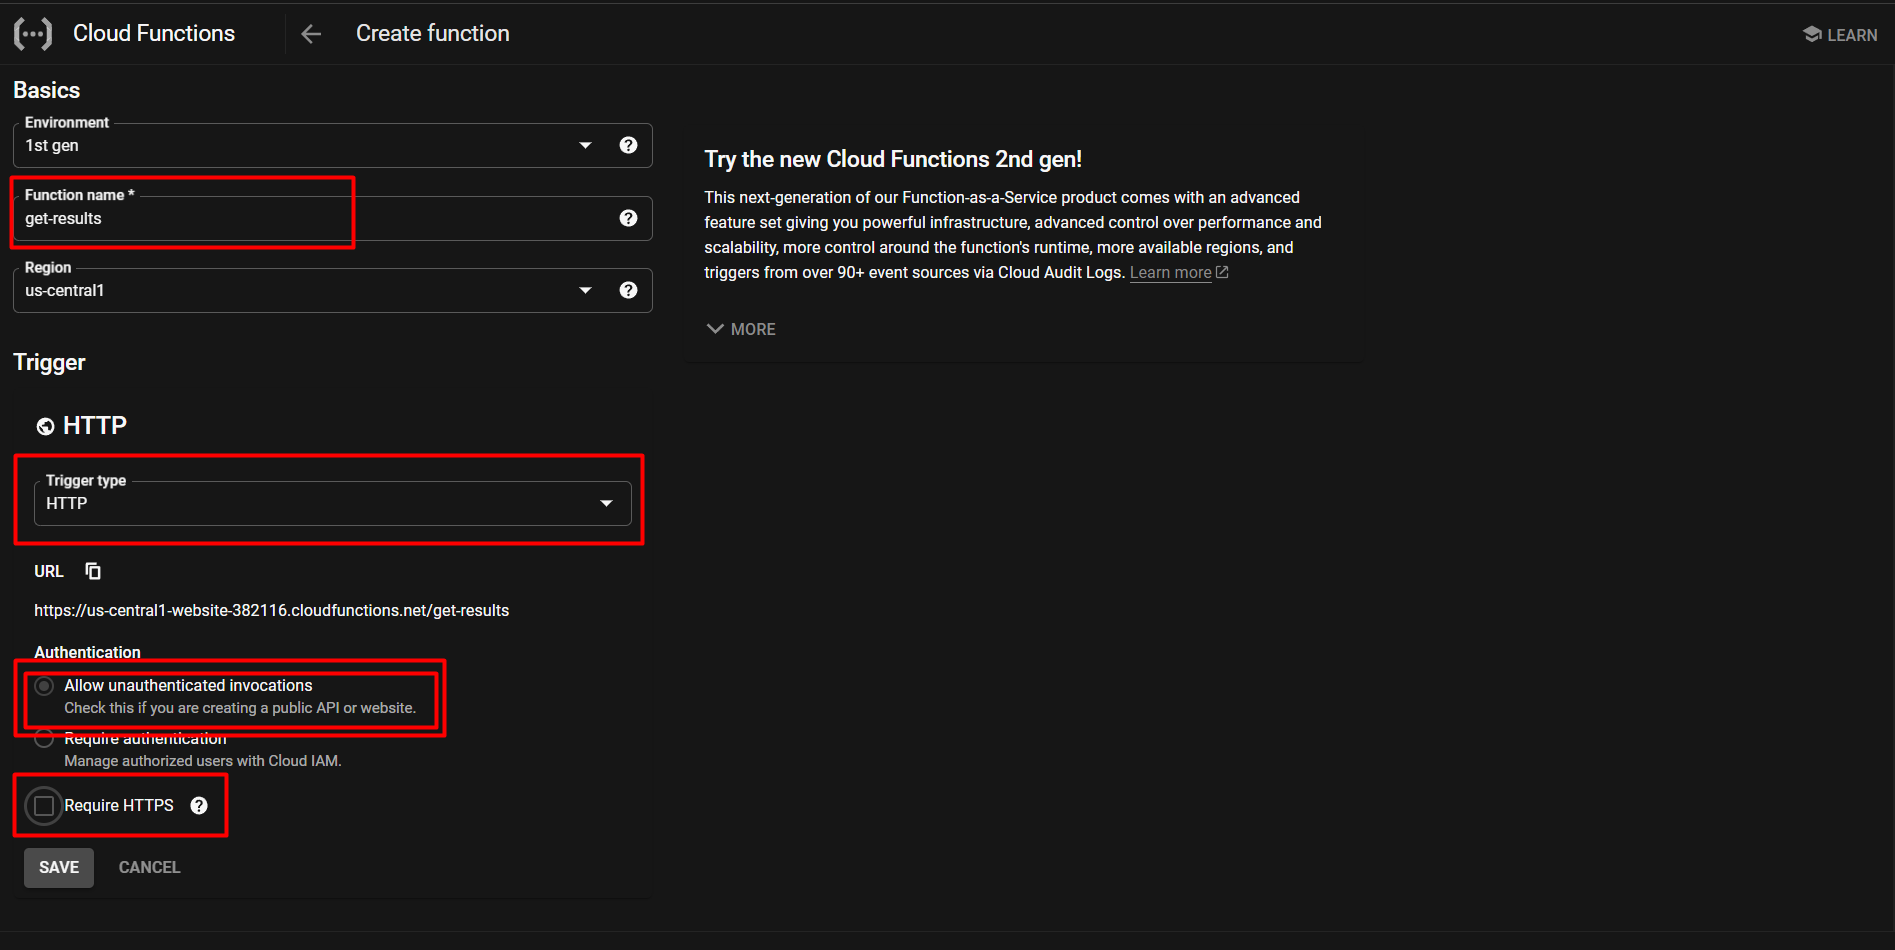 Cloud Functions
Create function
LEARN
Basics
Environment
1st gen
Function name *
get-results
Region
us-central1
Try the new Cloud Functions 2nd gen!
This next-generation of our Function-as-a-Service product comes with an advanced
feature set giving you powerful infrastructure, advanced control over performance and
scalability, more control around the function's runtime, more available regions, and
triggers from over 90+ event sources via Cloud Audit Logs. Learn more
MORE
Trigger
HTTP
Trigger type
HTTP
URL
https://us-central1-website-382116.cloudfunctions.net/get-results
Authentication
Allow unauthenticated invocations
Check this if you are creating a public API or website.
Require authentication
Manage authorized users with Cloud IAM.
Require HTTPS
SAVE
CANCEL